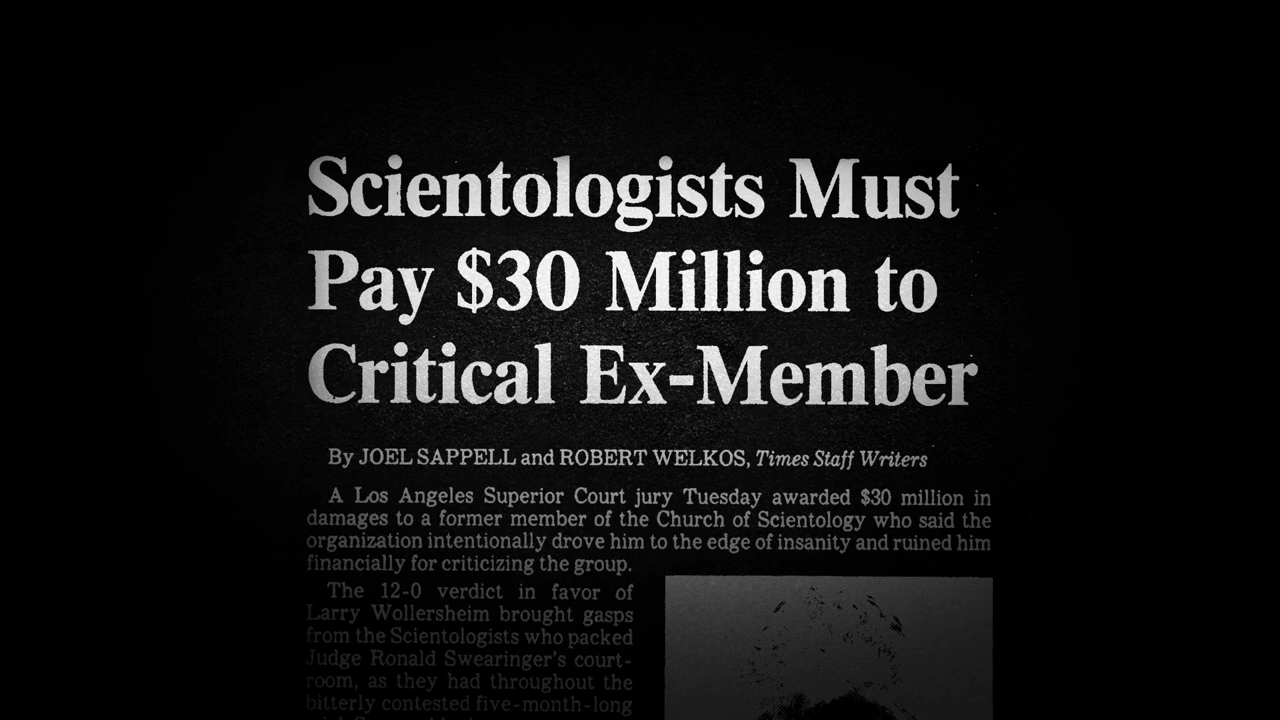 Scientologists Must
Pay $30 Million to
Critical Ex-Member
By JOEL SAPPELL and ROBERT WELKOS, Times Staff Writers
A Los Angeles Superior Court jury Tuesday awarded $30 million in
damages to a former member of the Church of Scientology who said the
organization intentionally drove him to the edge of insanity and ruined him
financially for criticizing the group.
The 12-0 verdict in favor of
Larry Wollersheim brought gasps
from the Scientologists who packed
Judge Ronald Swearinger's court-
room, as they had throughout the
bitterly contested five-month-long